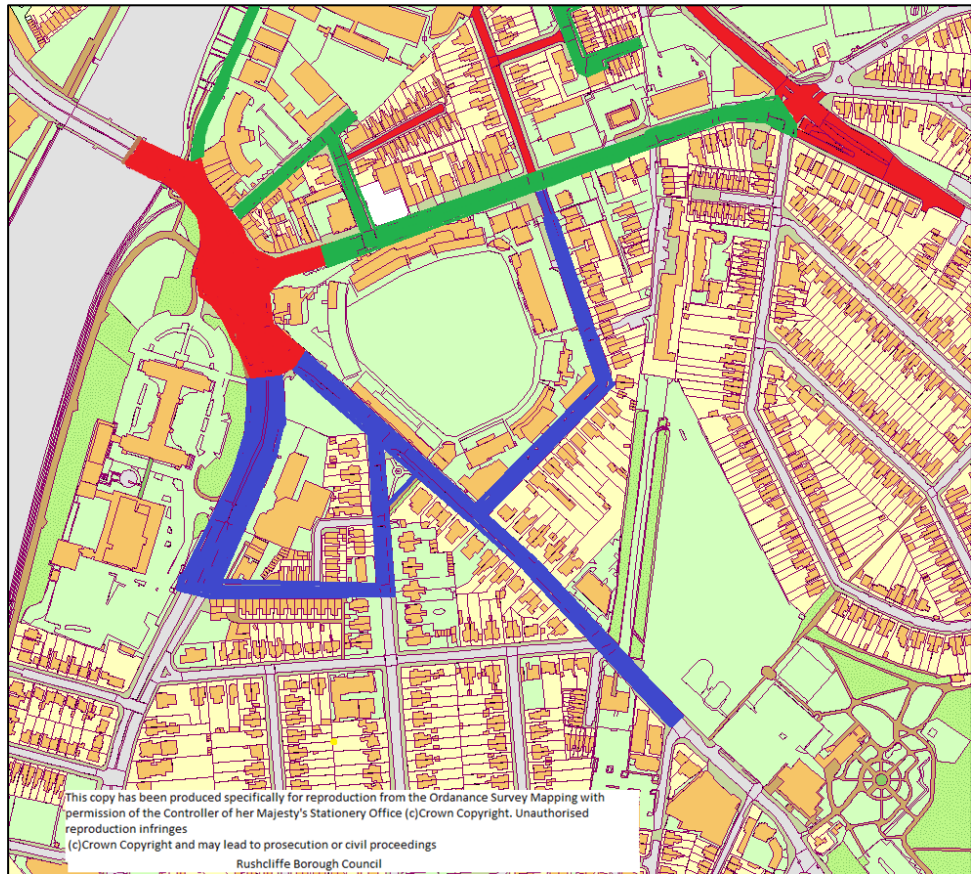 This copy has been produced specifically for reproduction from the Ordanance Survey Mapping with
permission of the Controller of her Majesty's Stationery Office (c)Crown Copyright. Unauthorised
reproduction infringes
(c)Crown Copyright and may lead to prosecution or civil proceedings
Rushcliffe Borough Council